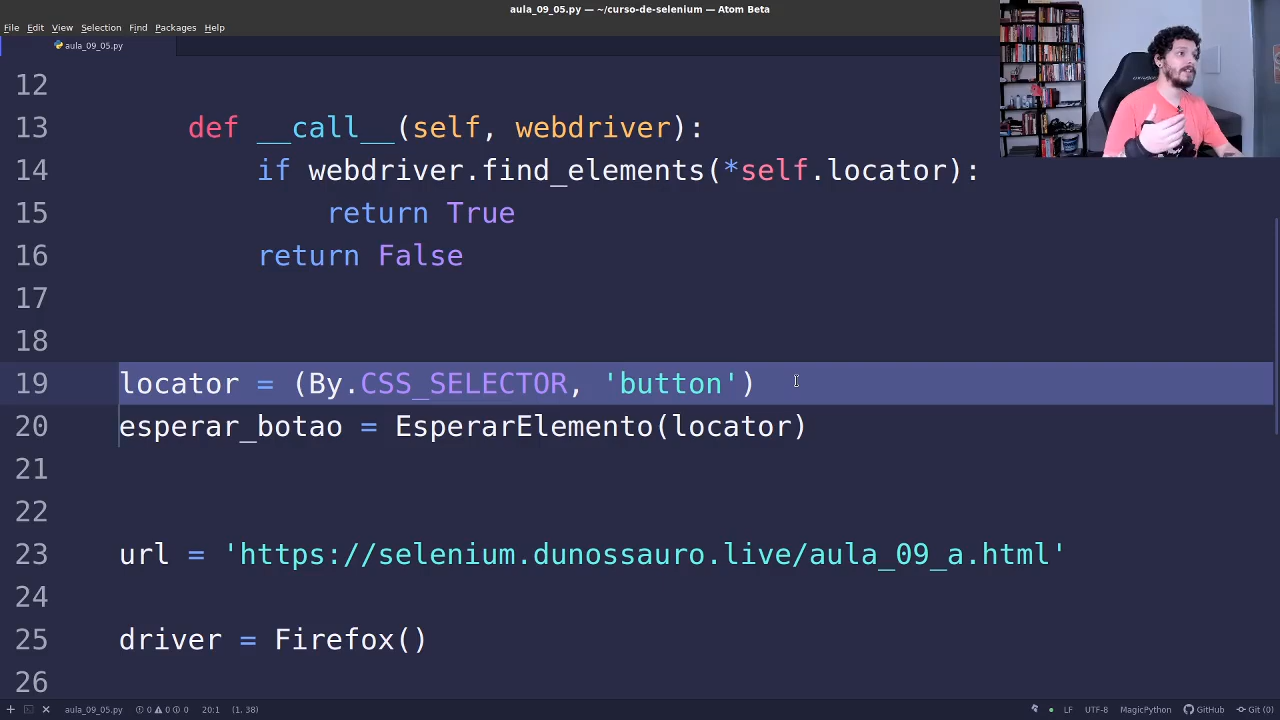 aula_09_05.py — ~/curso-de-selenium — Atom Beta
File Edit View Selection Find Packages Help
aula_09_05.py
12
13 def __call__(self, webdriver):
14 if webdriver.find_elements(*self.locator):
15 return True
16 return False
17
18
19 locator = (By.CSS_SELECTOR, 'button')
20 esperar_botao = EsperarElemento(locator)
21
22
23 url = 'https://selenium.dunossauro.live/aula_09_a.html'
24
25 driver = Firefox()
26
aula_09_05.py 0 0 0 20:1 (1, 38) LF UTF-8 MagicPython GitHub Git (0)